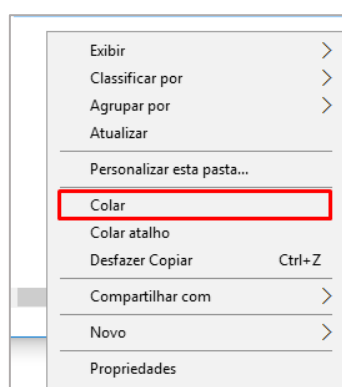 Exibir
Classificar por
Agrupar por
Atualizar
Personalizar esta pasta...
Colar
Colar atalho
Desfazer Copiar Ctrl+Z
Compartilhar com
Novo
Propriedades